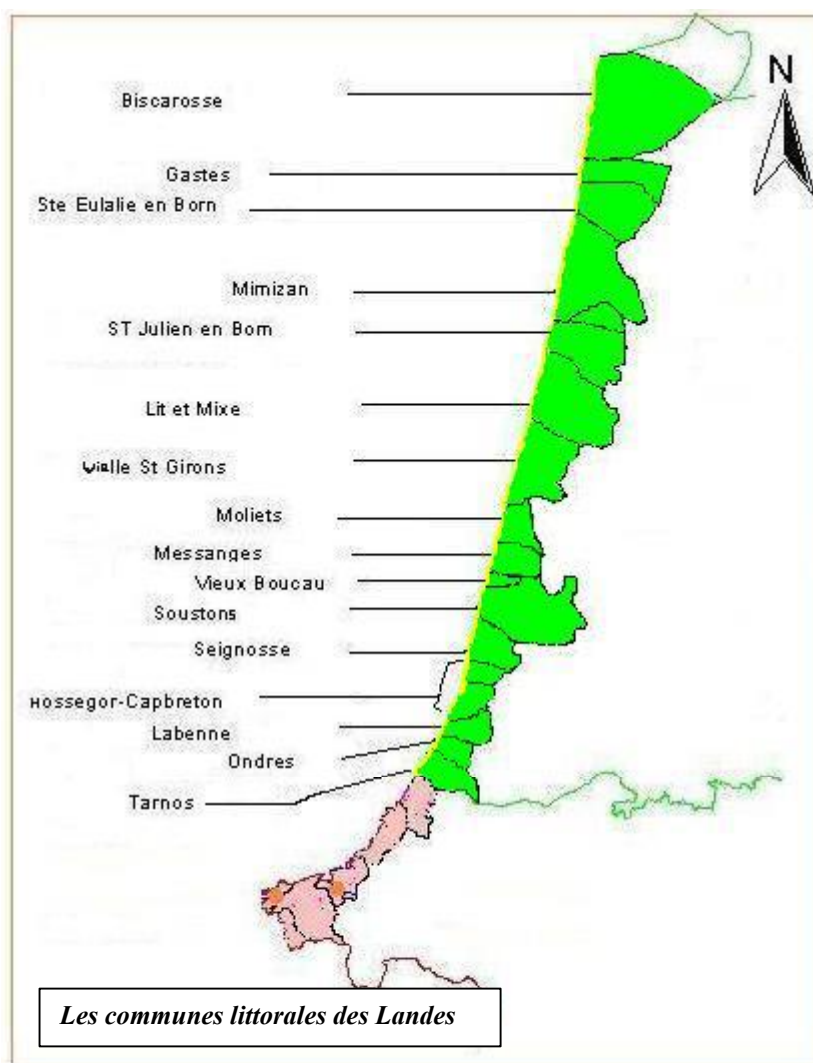 N
Biscarosse
Gastes
Ste Eulalie en Born
Mimizan
ST Julien en Born
Lit et Mixe
Vielle St Girons
Moliets
Messanges
Vieux Boucau
Soustons
Seignosse
Hossegor-Capbreton
Labenne
Ondres
Tarnos
Les communes littorales des Landes